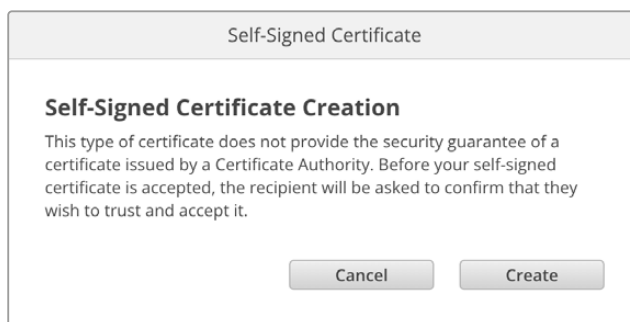 Self-Signed Certificate
Self-Signed Certificate Creation
This type of certificate does not provide the security guarantee of a
certificate issued by a Certificate Authority. Before your self-signed
certificate is accepted, the recipient will be asked to confirm that they
wish to trust and accept it.
Cancel Create